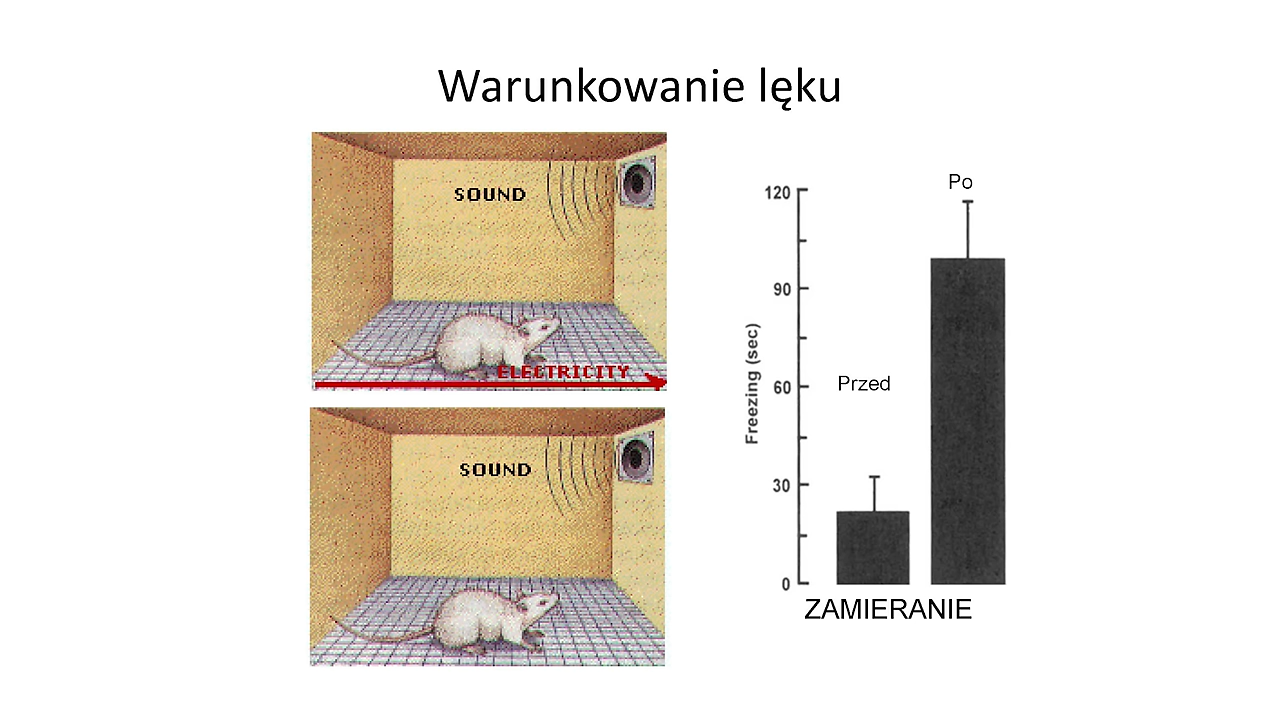 Warunkowanie lęku
SOUND
ELECTRICITY
SOUND
Freezing (sec)
120
90
60
30
0
Przed
Po
ZAMIERANIE